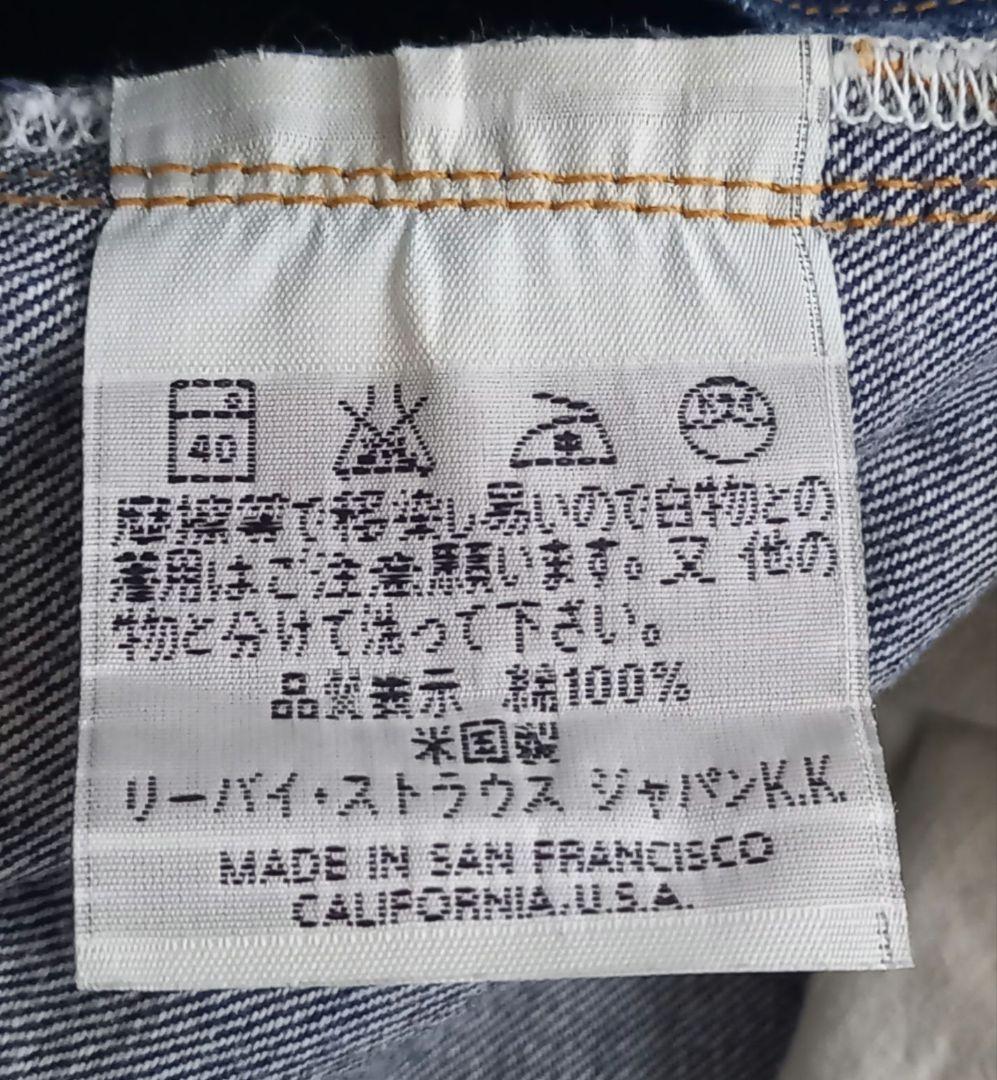 40
摩擦等で移染し易いので白物との
着用はご注意願います。又 他の
物と分けて洗って下さい。
品質表示 綿100%
米国製
リーバイ・ストラウス ジャパンK.K.
MADE IN SAN FRANCISCO
CALIFORNIA.U.S.A.